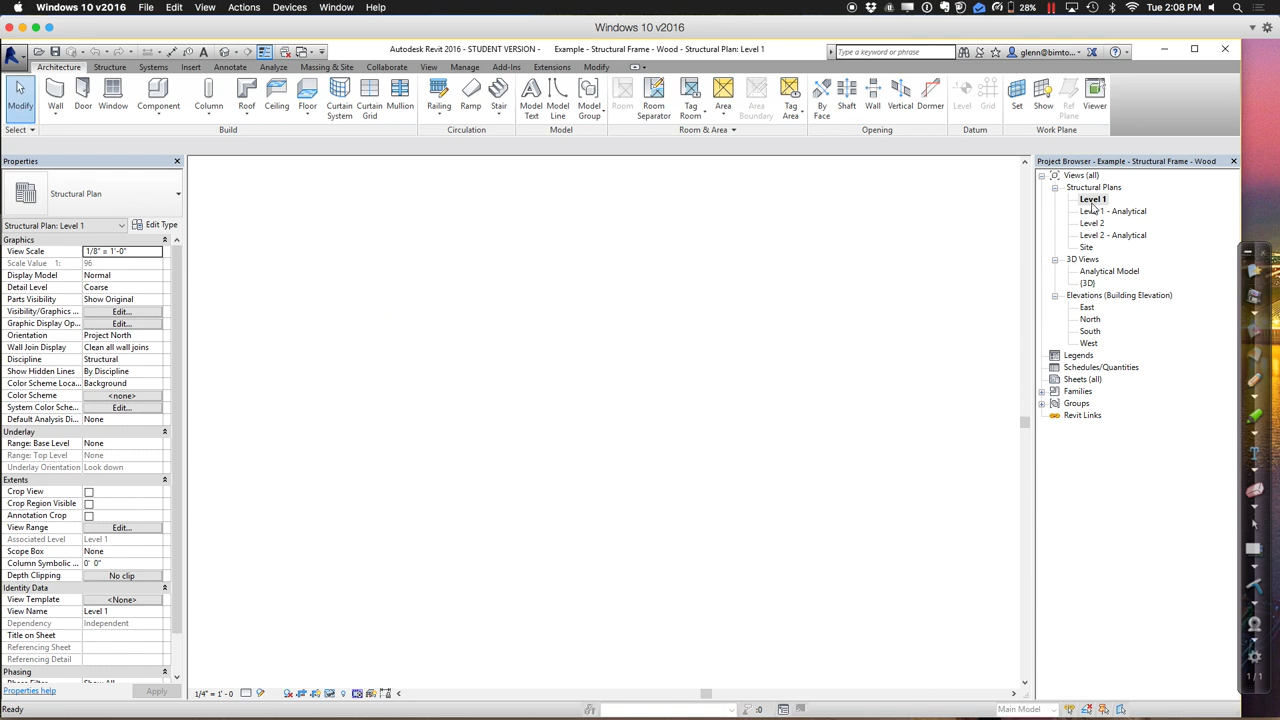 Windows 10 v2016 File Edit View Actions Devices Window Help 28% Tue 2:08 PM
Windows 10 v2016
Autodesk Revit 2016 - STUDENT VERSION - Example - Structural Frame - Wood - Structural Plan: Level 1
Type a keyword or phrase
glenn@bimto...
Architecture Structure Systems Insert Annotate Analyze Massing & Site Collaborate View Manage Add-Ins Extensions Modify
Modify Wall Door Window Component Column Roof Ceiling Floor Curtain System Curtain Grid Mullion Railing Ramp Stair Model Text Model Line Model Group Room Room Separator Tag Room Area Area Boundary Tag Area By Face Shaft Wall Vertical Dormer Level Grid Set Show Ref Plane Viewer
Select Build Circulation Model Room & Area Opening Datum Work Plane
Properties
Structural Plan
Structural Plan: Level 1 Edit Type
Graphics
View Scale 1/8" = 1'-0"
Scale Value 1: 96
Display Model Normal
Detail Level Coarse
Parts Visibility Show Original
Visibility/Graphics ... Edit...
Graphic Display Op... Edit...
Orientation Project North
Wall Join Display Clean all wall joins
Discipline Structural
Show Hidden Lines By Discipline
Color Scheme Loca... Background
Color Scheme <none>
System Color Sche... Edit...
Default Analysis Di... None
Underlay
Range: Base Level None
Range: Top Level None
Underlay Orientation Look down
Extents
Crop View
Crop Region Visible
Annotation Crop
View Range Edit...
Associated Level Level 1
Scope Box None
Column Symbolic ... 0' 0"
Depth Clipping No clip
Identity Data
View Template <None>
View Name Level 1
Dependency Independent
Title on Sheet
Referencing Sheet
Referencing Detail
Phasing
Properties help Apply
1/4" = 1'-0
Ready
:0
Main Model
Project Browser - Example - Structural Frame - Wood
Views (all)
Structural Plans
Level 1
Level 1 - Analytical
Level 2
Level 2 - Analytical
Site
3D Views
Analytical Model
{3D}
Elevations (Building Elevation)
East
North
South
West
Legends
Schedules/Quantities
Sheets (all)
Families
Groups
Revit Links
1/1